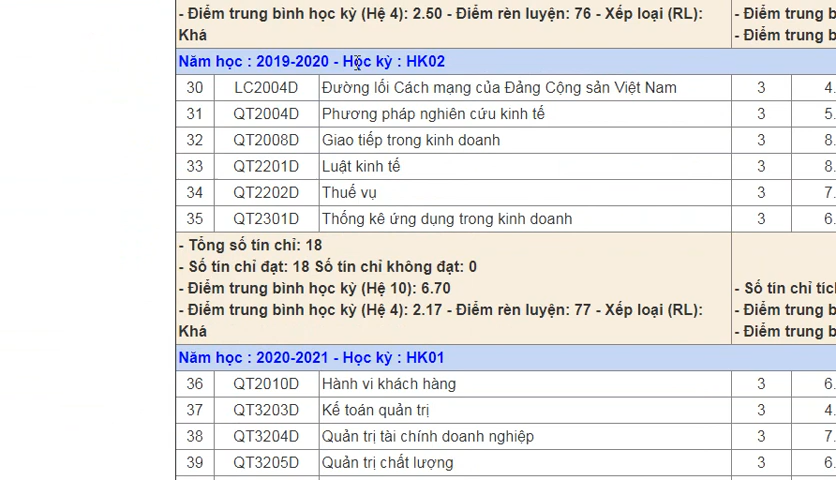 - Điểm trung bình học kỳ (Hệ 4): 2.50 - Điểm rèn luyện: 76 - Xếp loại (RL): - Điểm trung b
Khá - Điểm trung b
Năm học : 2019-2020 - Học kỳ : HK02
30 LC2004D Đường lối Cách mạng của Đảng Cộng sản Việt Nam 3 4.
31 QT2004D Phương pháp nghiên cứu kinh tế 3 5.
32 QT2008D Giao tiếp trong kinh doanh 3 8.
33 QT2201D Luật kinh tế 3 8.
34 QT2202D Thuế vụ 3 7.
35 QT2301D Thống kê ứng dụng trong kinh doanh 3 6.
- Tổng số tín chỉ: 18
- Số tín chỉ đạt: 18 Số tín chỉ không đạt: 0
- Điểm trung bình học kỳ (Hệ 10): 6.70 - Số tín chỉ tíc
- Điểm trung bình học kỳ (Hệ 4): 2.17 - Điểm rèn luyện: 77 - Xếp loại (RL): - Điểm trung b
Khá - Điểm trung b
Năm học : 2020-2021 - Học kỳ : HK01
36 QT2010D Hành vi khách hàng 3 6.
37 QT3203D Kế toán quản trị 3 4.
38 QT3204D Quản trị tài chính doanh nghiệp 3 7.
39 QT3205D Quản trị chất lượng 3 6.